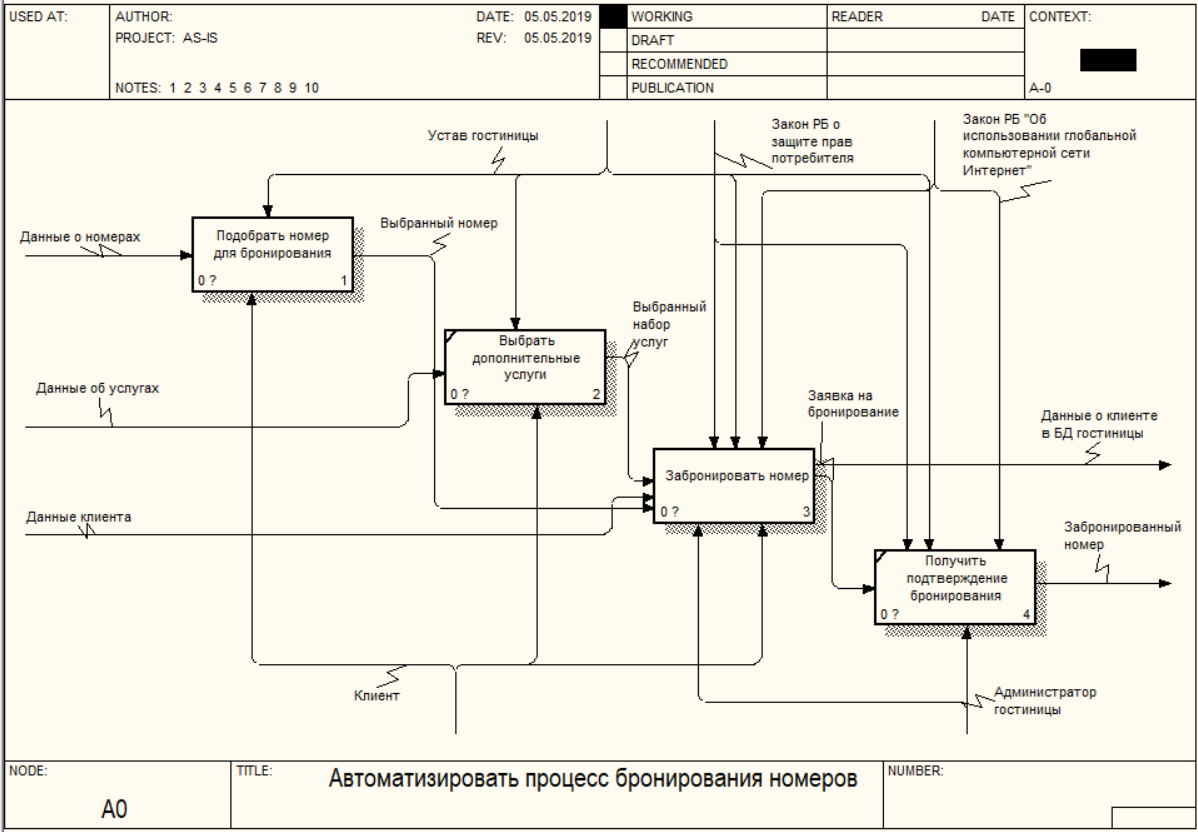 USED AT:
AUTHOR:
DATE: 05.05.2019
PROJECT: AS-IS
REV: 05.05.2019
NOTES: 1 2 3 4 5 6 7 8 9 10
WORKING
DRAFT
RECOMMENDED
PUBLICATION
READER
DATE
CONTEXT:
A-0
Устав гостиницы
Закон РБ о
защите прав
потребителя
Закон РБ "Об
использовании глобальной
компьютерной сети
Интернет"
Данные о номерах
Подобрать номер
для бронирования
0 ?
1
Выбранный номер
Выбранный
набор
услуг
Выбрать
дополнительные
услуги
0 ?
2
Данные об услугах
Заявка на
бронирование
Данные о клиенте
в БД гостиницы
Забронировать номер
0 ?
3
Данные клиента
Забронированный
номер
Получить
подтверждение
бронирования
0 ?
4
Клиент
Администратор
гостиницы
NODE:
A0
TITLE:
Автоматизировать процесс бронирования номеров
NUMBER: